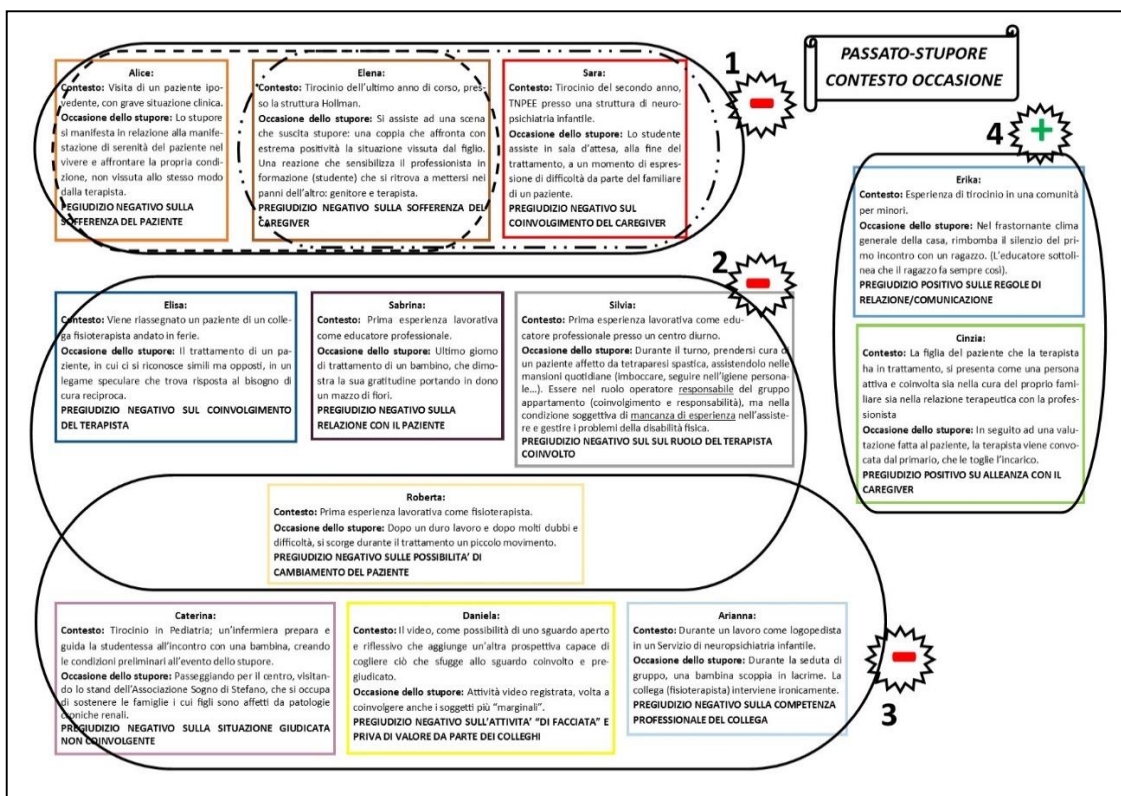 PASSATO-STUPORE
CONTESTO OCCASIONE
1
Alice:
Contesto: Visita di un paziente ipo-
vedente, con grave situazione clinica.
Occasione dello stupore: Lo stupore
si manifesta in relazione alla manife-
stazione di serenità del paziente nel
vivere e affrontare la propria condi-
zione, non vissuta allo stesso modo
dalla terapista.
PEGIUDIZIO NEGATIVO SULLA
SOFFERENZA DEL PAZIENTE
Elena:
Contesto: Tirocinio dell'ultimo anno di corso, pres-
so la struttura Hollman.
Occasione dello stupore: Si assiste ad una scena
che suscita stupore: una coppia che affronta con
estrema positività la situazione vissuta dal figlio.
Una reazione che sensibilizza il professionista in
formazione (studente) che si ritrova a mettersi nei
panni dell'altro: genitore e terapista.
PREGIUDIZIO NEGATIVO SULLA SOFFERENZA DEL
CAREGIVER
Sara:
Contesto: Tirocinio del secondo anno,
TNPEE presso una struttura di neuro-
psichiatria infantile.
Occasione dello stupore: Lo studente
assiste in sala d'attesa, alla fine del
trattamento, a un momento di espres-
sione di difficoltà da parte del familiare
di un paziente.
PREGIUDIZIO NEGATIVO SUL
COINVOLGIMENTO DEL CAREGIVER
4
Erika:
Contesto: Esperienza di tirocinio in una comunità
per minori.
Occasione dello stupore: Nel frastornante clima
generale della casa, rimbomba il silenzio del pri-
mo incontro con un ragazzo. (L'educatore sottoli-
nea che il ragazzo fa sempre così).
PREGIUDIZIO POSITIVO SULLE REGOLE DI
RELAZIONE/COMUNICAZIONE
2
Elisa:
Contesto: Viene riassegnato un paziente di un colle-
ga fisioterapista andato in ferie.
Occasione dello stupore: Il trattamento di un pa-
ziente, in cui ci si riconosce simili ma opposti, in un
legame speculare che trova risposta al bisogno di
cura reciproca.
PREGIUDIZIO NEGATIVO SUL COINVOLGIMENTO
DEL TERAPISTA
Sabrina:
Contesto: Prima esperienza lavorativa
come educatore professionale.
Occasione dello stupore: Ultimo giorno
di trattamento di un bambino, che dimo-
stra la sua gratitudine portando in dono
un mazzo di fiori.
PREGIUDIZIO NEGATIVO SULLA
RELAZIONE CON IL PAZIENTE
Silvia:
Contesto: Prima esperienza lavorativa come edu-
catore professionale presso un centro diurno.
Occasione dello stupore: Durante il turno, prendersi cura di
un paziente affetto da tetraparesi spastica, assistendolo nelle
mansioni quotidiane (imboccare, seguire nell'igiene persona-
le...). Essere nel ruolo operatore responsabile del gruppo
appartamento (coinvolgimento e responsabilità), ma nella
condizione soggettiva di mancanza di esperienza nell'assiste-
re e gestire i problemi della disabilità fisica.
PREGIUDIZIO NEGATIVO SUL SUL RUOLO DEL TERAPISTA
COINVOLTO
Cinzia:
Contesto: La figlia del paziente che la terapista
ha in trattamento, si presenta come una persona
attiva e coinvolta sia nella cura del proprio fami-
liare sia nella relazione terapeutica con la profes-
sionista
Occasione dello stupore: In seguito ad una valu-
tazione fatta al paziente, la terapista viene convo-
cata dal primario, che le toglie l'incarico.
PREGIUDIZIO POSITIVO SU ALLEANZA CON IL
CAREGIVER
Roberta:
Contesto: Prima esperienza lavorativa come fisioterapista.
Occasione dello stupore: Dopo un duro lavoro e dopo molti dubbi e
difficoltà, si scorge durante il trattamento un piccolo movimento.
PREGIUDIZIO NEGATIVO SULLE POSSIBILITA' DI
CAMBIAMENTO DEL PAZIENTE
Caterina:
Contesto: Tirocinio in Pediatria; un'infermiera prepara e
guida la studentessa all'incontro con una bambina, creando
le condizioni preliminari all'evento dello stupore.
Occasione dello stupore: Passeggiando per il centro, visitan-
do lo stand dell'Associazione Sogno di Stefano, che si occupa
di sostenere le famiglie i cui figli sono affetti da patologie
croniche renali.
PREGIUDIZIO NEGATIVO SULLA SITUAZIONE GIUDICATA
NON COINVOLGENTE
Daniela:
Contesto: Il video, come possibilità di uno sguardo aperto
e riflessivo che aggiunge un'altra prospettiva capace di
cogliere ciò che sfugge allo sguardo coinvolto e pre-
giudicato.
Occasione dello stupore: Attività video registrata, volta a
coinvolgere anche i soggetti più "marginali".
PREGIUDIZIO NEGATIVO SULL'ATTIVITA' "DI FACCIATA" E
PRIVA DI VALORE DA PARTE DEI COLLEGHI
Arianna:
Contesto: Durante un lavoro come logopedista
in un Servizio di neuropsichiatria infantile.
Occasione dello stupore: Durante la seduta di
gruppo, una bambina scoppia in lacrime. La
collega (fisioterapista) interviene ironicamente.
PREGIUDIZIO NEGATIVO SULLA COMPETENZA
PROFESSIONALE DEL COLLEGA
3